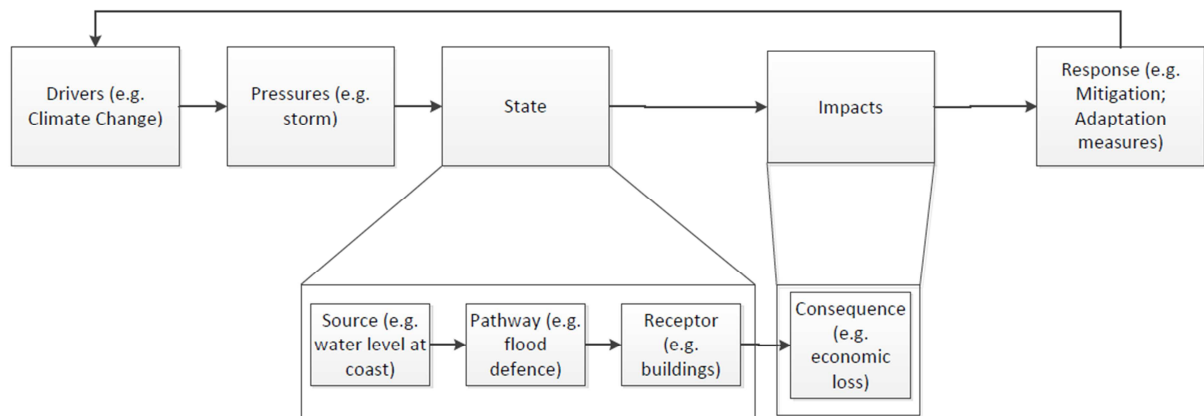 Drivers (e.g.
Climate Change)
Pressures (e.g.
storm)
State
Impacts
Response (e.g.
Mitigation;
Adaptation
measures)
Source (e.g.
water level at
coast)
Pathway (e.g.
flood
defence)
Receptor
(e.g.
buildings)
Consequence
(e.g.
economic
loss)